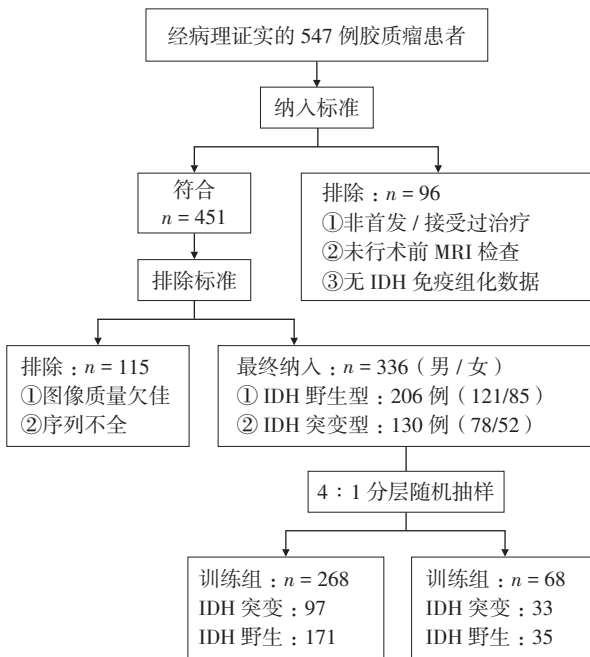 经病理证实的 547 例胶质瘤患者
纳入标准
符合
n = 451
排除：n = 96
①非首发 / 接受过治疗
②未行术前 MRI 检查
③无 IDH 免疫组化数据
排除标准
排除：n = 115
①图像质量欠佳
②序列不全
最终纳入：n = 336（男 / 女）
① IDH 野生型：206 例（121/85）
② IDH 突变型：130 例（78/52）
4：1 分层随机抽样
训练组：n = 268
IDH 突变：97
IDH 野生：171
训练组：n = 68
IDH 突变：33
IDH 野生：35